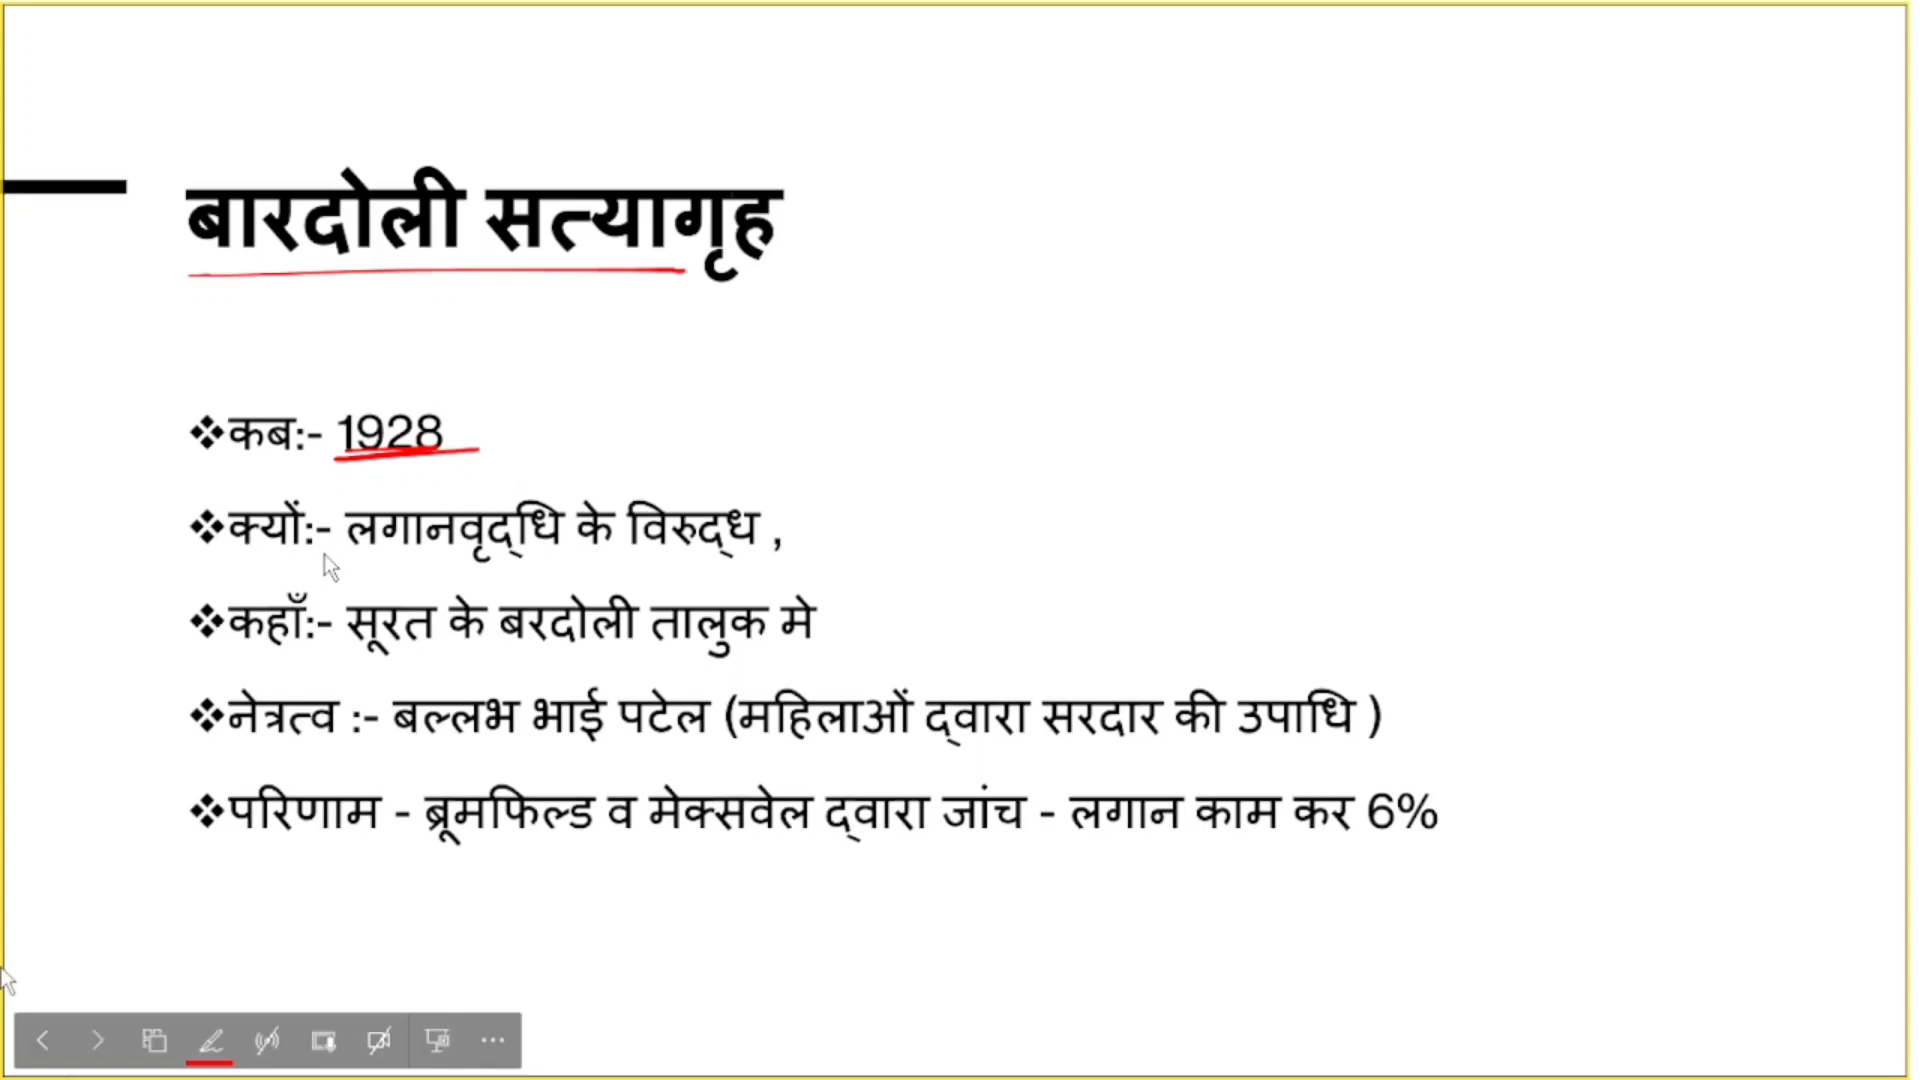 बारदोली सत्यागृह
❖कब:- 1928
❖क्यों:- लगानवृद्धि के विरुद्ध ,
❖कहाँ:- सूरत के बरदोली तालुक मे
❖नेत्रत्व :- बल्लभ भाई पटेल (महिलाओं द्वारा सरदार की उपाधि )
❖परिणाम - ब्रूमफिल्ड व मेक्सवेल द्वारा जांच - लगान काम कर 6%